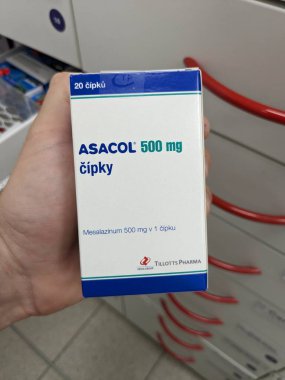 20 čípků
ASACOL® 500 mg
čípky
Mesalazinum 500 mg v 1 čípku
TILLOTTS PHARMA